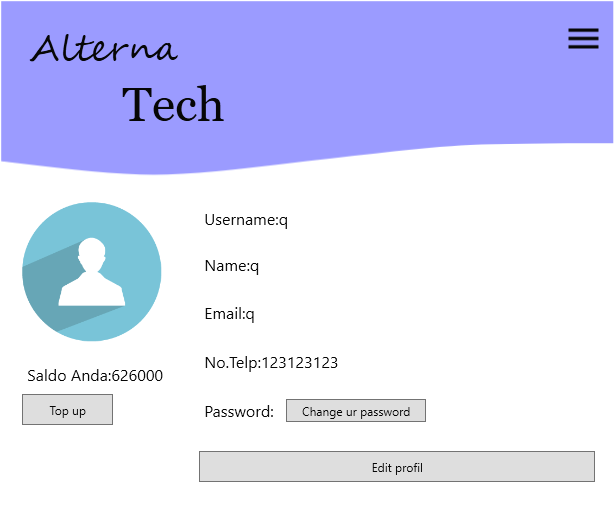 Alterna
Tech
Username:q
Name:q
Email:q
No.Telp:123123123
Saldo Anda:626000
Top up
Password:
Change ur password
Edit profil